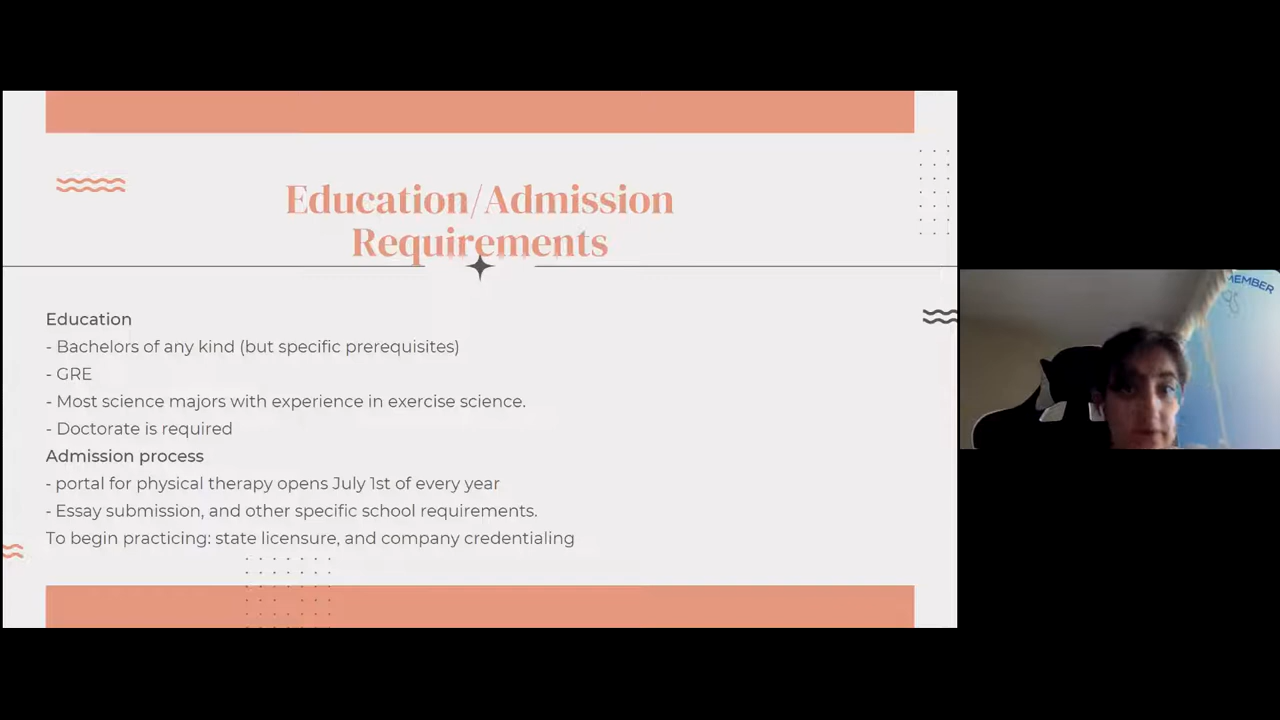 Education/Admission
Requirements
Education
- Bachelors of any kind (but specific prerequisites)
- GRE
- Most science majors with experience in exercise science.
- Doctorate is required
Admission process
- portal for physical therapy opens July 1st of every year
- Essay submission, and other specific school requirements.
To begin practicing: state licensure, and company credentialing